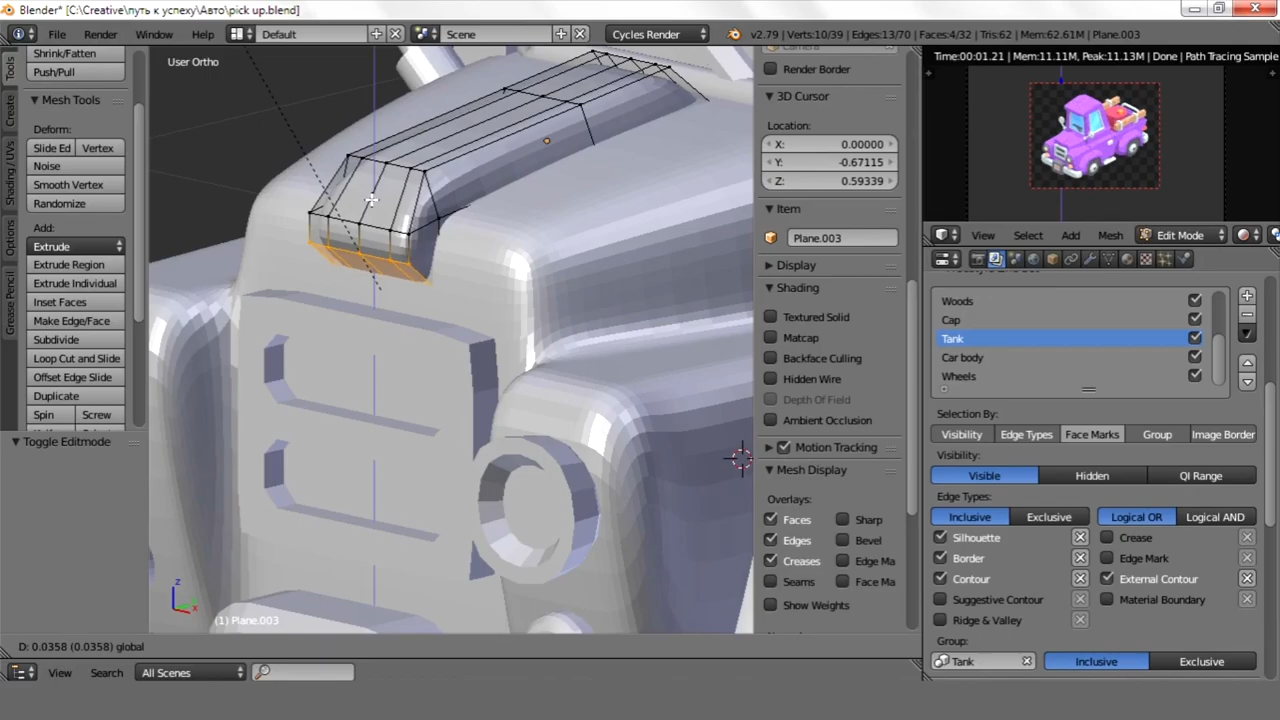 Blender* [C:\Creative\путь к успеху\Авто\pick up.blend]
File Render Window Help Default Scene Cycles Render v2.79 | Verts:10/39 | Edges:13/70 | Faces:4/32 | Tris:62 | Mem:62.61M | Plane.003
Tools
Create
Shading / UVs
Options
Grease Pencil
Shrink/Fatten
Push/Pull
Mesh Tools
Deform:
Slide Ed Vertex
Noise
Smooth Vertex
Randomize
Add:
Extrude
Extrude Region
Extrude Individual
Inset Faces
Make Edge/Face
Subdivide
Loop Cut and Slide
Offset Edge Slide
Duplicate
Spin Screw
Toggle Editmode
User Ortho
z
x
(1) Plane.003
D: 0.0358 (0.0358) global
View Search All Scenes
Render Border
3D Cursor
Location:
X: 0.00000
Y: -0.67115
Z: 0.59339
Item
Plane.003
Display
Shading
Textured Solid
Matcap
Backface Culling
Hidden Wire
Depth Of Field
Ambient Occlusion
Motion Tracking
Mesh Display
Overlays:
Faces Sharp
Edges Bevel
Creases Edge Ma
Seams Face Ma
Show Weights
Time:00:01.21 | Mem:11.11M, Peak:11.13M | Done | Path Tracing Sample
View Select Add Mesh Edit Mode
Woods
Cap
Tank
Car body
Wheels
Selection By:
Visibility Edge Types Face Marks Group Image Border
Visibility:
Visible Hidden QI Range
Edge Types:
Inclusive Exclusive Logical OR Logical AND
Silhouette Crease
Border Edge Mark
Contour External Contour
Suggestive Contour Material Boundary
Ridge & Valley
Group:
Tank Inclusive Exclusive